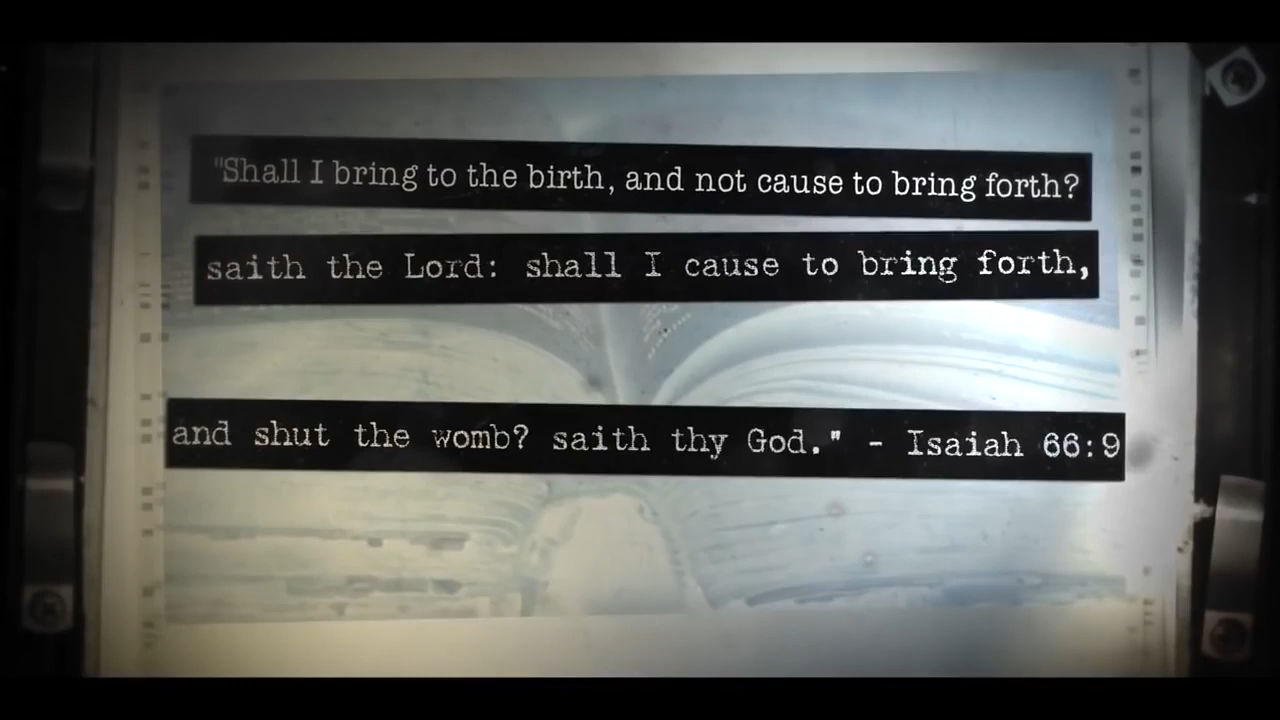 "Shall I bring to the birth, and not cause to bring forth?
saith the Lord: shall I cause to bring forth,
and shut the womb? saith thy God." - Isaiah 66:9